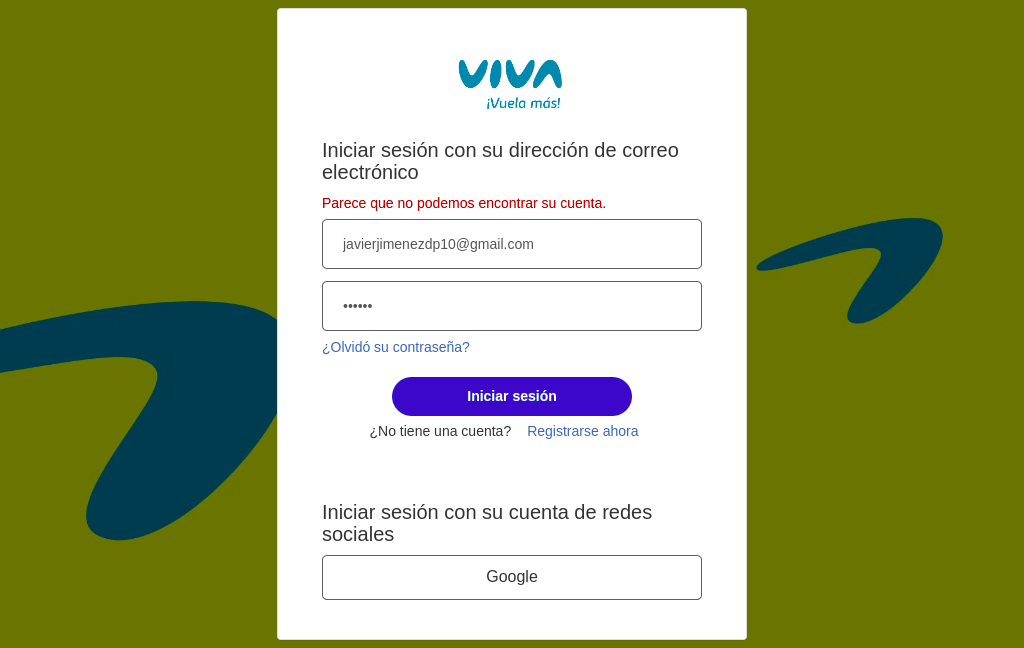 VIVA
¡Vuela más!
Iniciar sesión con su dirección de correo
electrónico
Parece que no podemos encontrar su cuenta.
javierjimenezdp10@gmail.com
••••••
¿Olvidó su contraseña?
Iniciar sesión
¿No tiene una cuenta? Registrarse ahora
Iniciar sesión con su cuenta de redes
sociales
Google